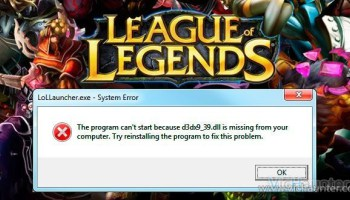 LEAGUE of
LEGENDS
LoLLauncher.exe - System Error
The program can't start because d3dx9_39.dll is missing from your
computer. Try reinstalling the program to fix this problem.
OK